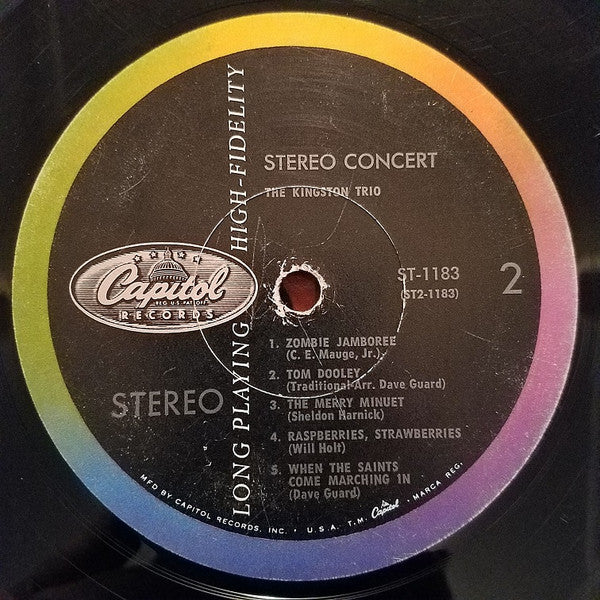 STEREO CONCERT
THE KINGSTON TRIO
LONG PLAYING HIGH-FIDELITY
Capitol
REG. U.S. PAT. OFF.
RECORDS
STEREO
ST-1183
(ST2-1183)
2
1. ZOMBIE JAMBOREE
(C. E. Mauge, Jr.)
2. TOM DOOLEY
(Traditional-Arr. Dave Guard)
3. THE MERRY MINUET
(Sheldon Harnick)
4. RASPBERRIES, STRAWBERRIES
(Will Holt)
5. WHEN THE SAINTS
COME MARCHING IN
(Dave Guard)
MFD BY CAPITOL RECORDS, INC. • U.S.A. T.M. Capitol • MARCA REG.